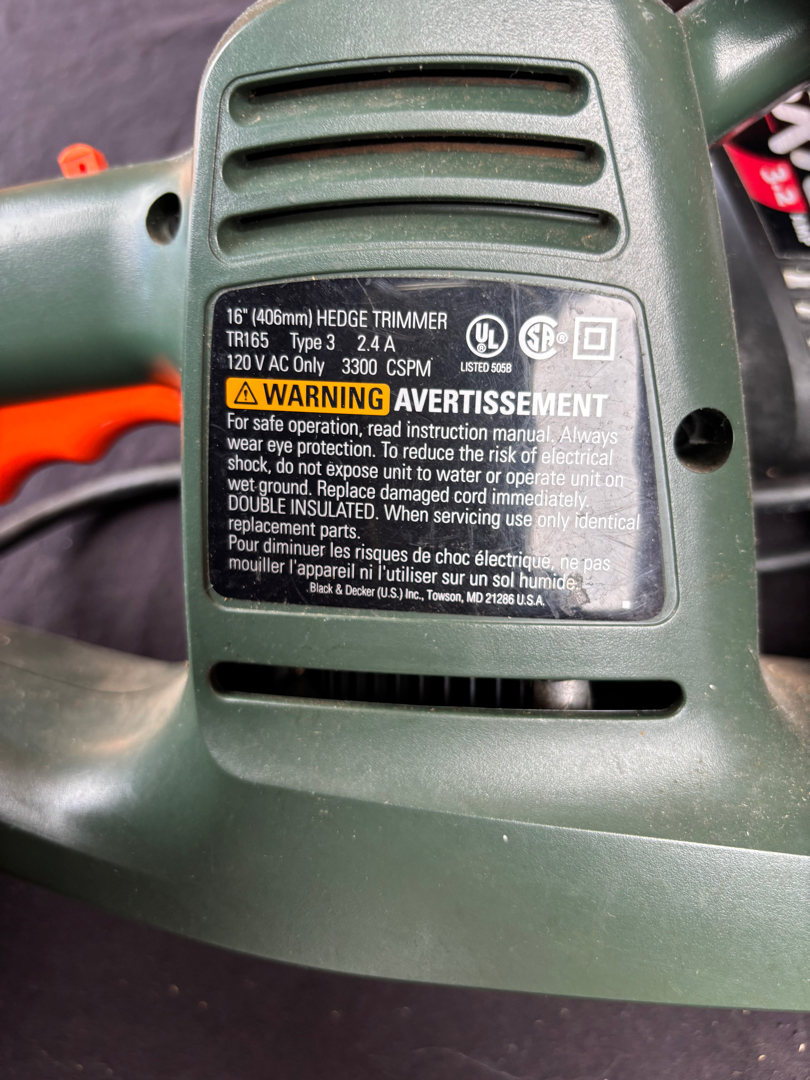 16" (406mm) HEDGE TRIMMER
TR165 Type 3 2.4 A
120 V AC Only 3300 CSPM
UL
®
LISTED 505B
SA®
WARNING AVERTISSEMENT
For safe operation, read instruction manual. Always
wear eye protection. To reduce the risk of electrical
shock, do not expose unit to water or operate unit on
wet ground. Replace damaged cord immediately.
DOUBLE INSULATED. When servicing use only identical
replacement parts.
Pour diminuer les risques de choc électrique, ne pas
mouiller l'appareil ni l'utiliser sur un sol humide.
Black & Decker (U.S.) Inc., Towson, MD 21286 U.S.A.
3.2